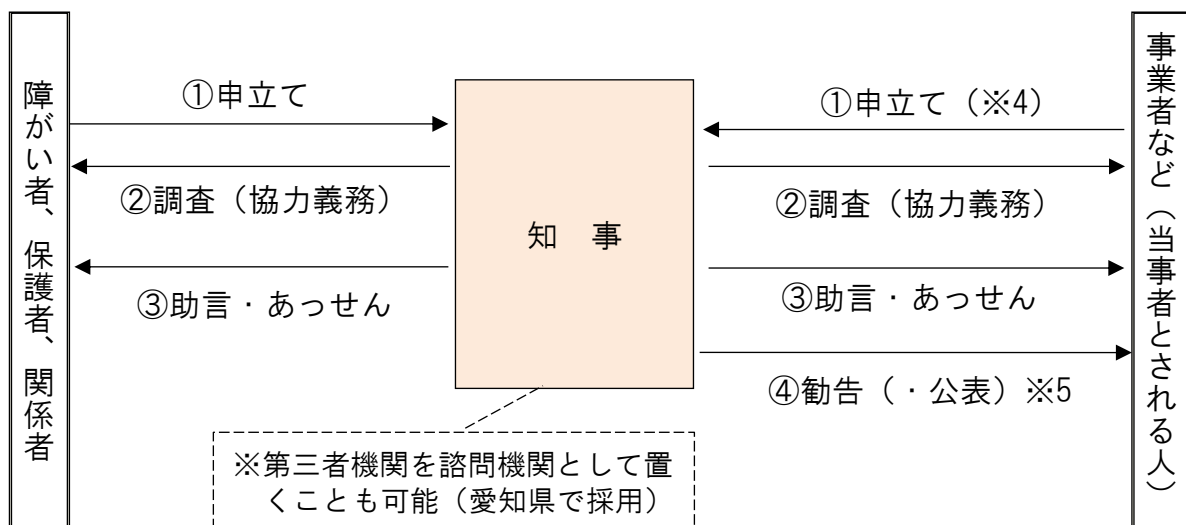 障がい者、保護者、関係者
①申立て
②調査（協力義務）
③助言・あっせん
知　事
※第三者機関を諮問機関として置
くことも可能（愛知県で採用）
①申立て（※4）
②調査（協力義務）
③助言・あっせん
④勧告（・公表）※5
事業者など（当事者とされる人）